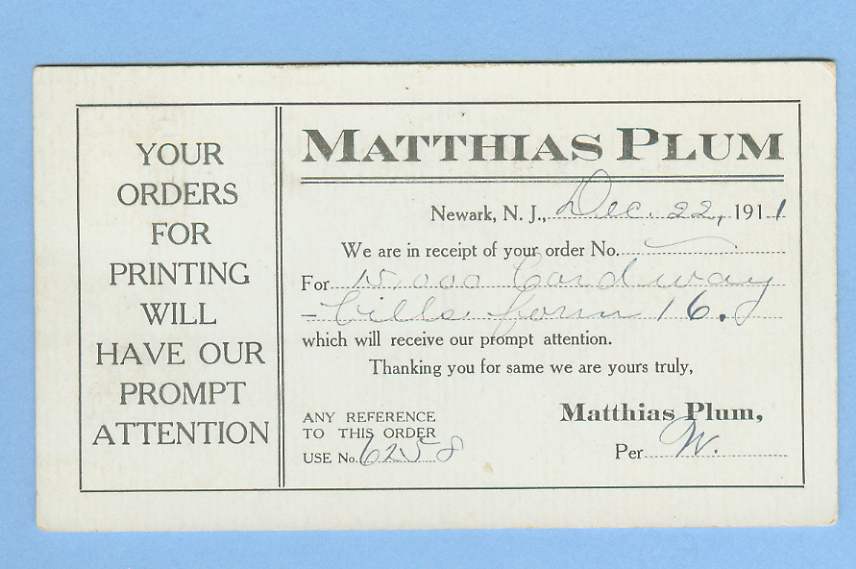 YOUR
ORDERS
FOR
PRINTING
WILL
HAVE OUR
PROMPT
ATTENTION
MATTHIAS PLUM
Newark, N. J., Dec. 22, 1911
We are in receipt of your order No.
For 15,000 Card way
- bills form 16.
which will receive our prompt attention.
Thanking you for same we are yours truly,
ANY REFERENCE
TO THIS ORDER
USE No. 6258
Matthias Plum,
Per W.